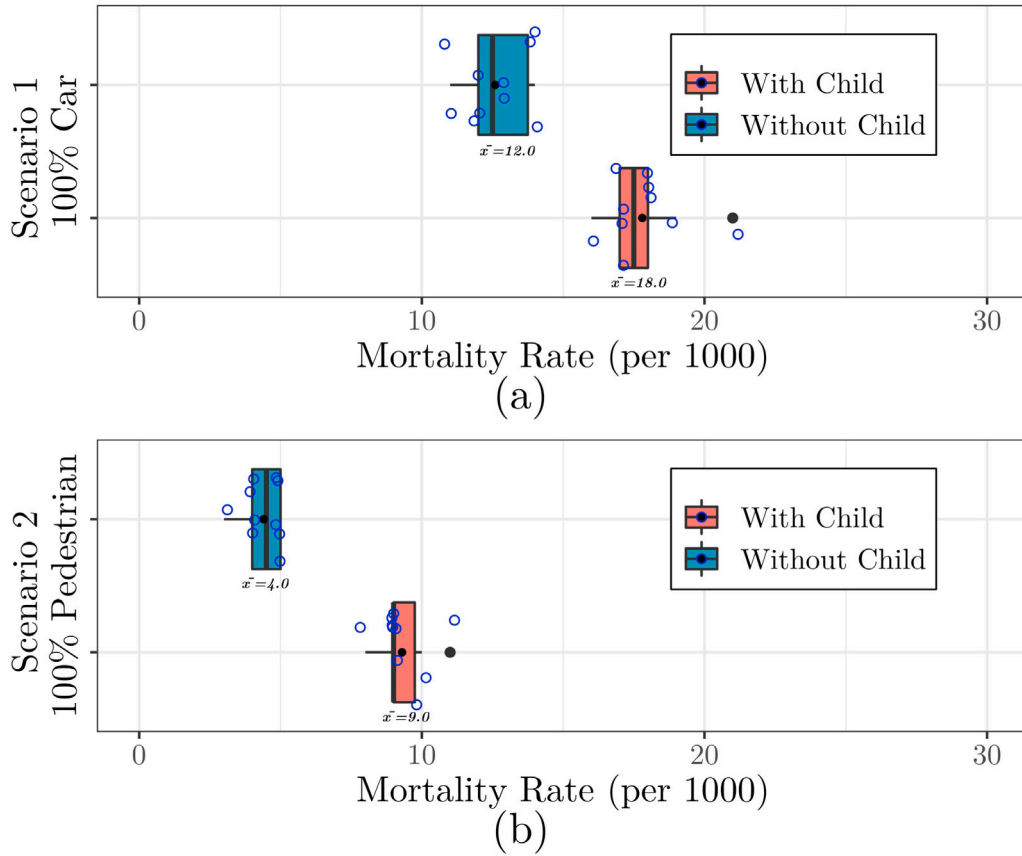 Scenario 1
100% Car
With Child
Without Child
x̄=12.0
x̄=18.0
0 10 20 30
Mortality Rate (per 1000)
(a)
Scenario 2
100% Pedestrian
With Child
Without Child
x̄=4.0
x̄=9.0
0 10 20 30
Mortality Rate (per 1000)
(b)